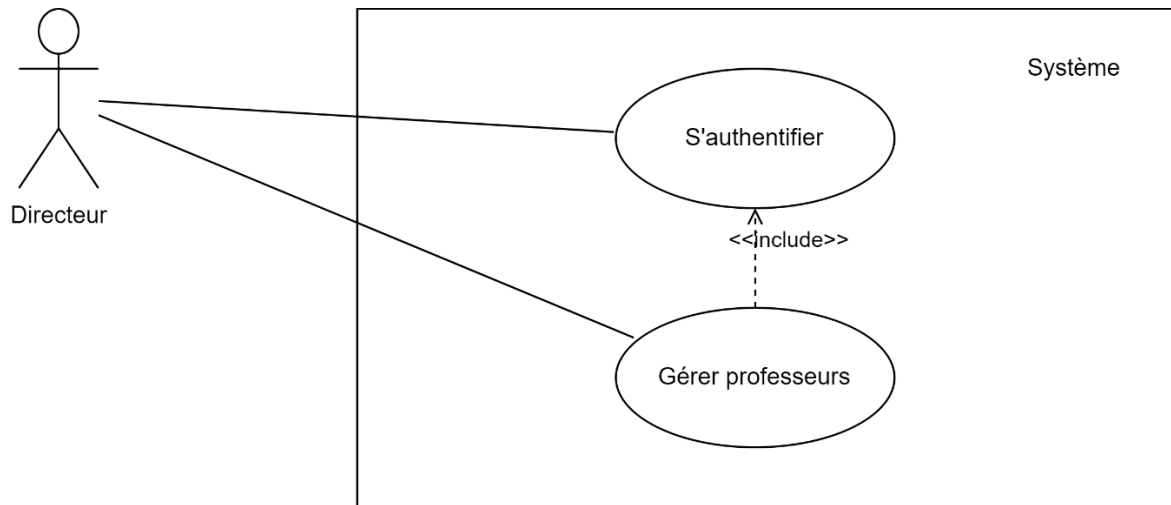 Système
S'authentifier
Directeur
<<include>>
Gérer professeurs